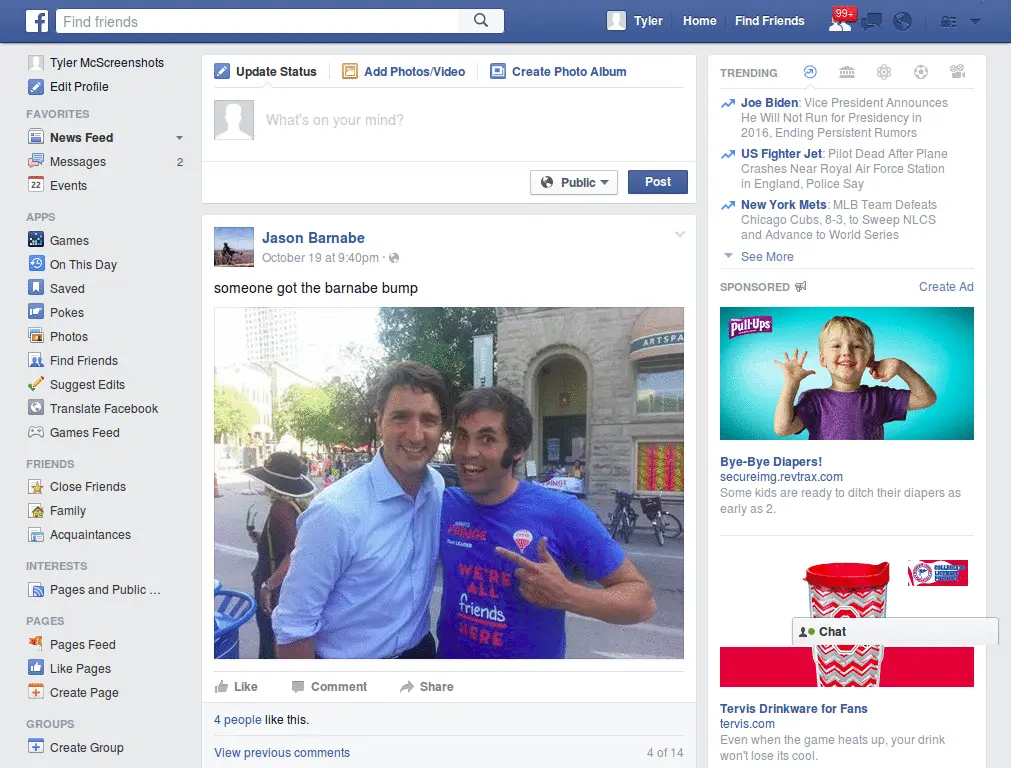 Find friends
Tyler
Home
Find Friends
99+
Tyler McScreenshots
Edit Profile
FAVORITES
News Feed
Messages 2
Events
APPS
Games
On This Day
Saved
Pokes
Photos
Find Friends
Suggest Edits
Translate Facebook
Games Feed
FRIENDS
Close Friends
Family
Acquaintances
INTERESTS
Pages and Public ...
PAGES
Pages Feed
Like Pages
Create Page
GROUPS
Create Group
Update Status
Add Photos/Video
Create Photo Album
What's on your mind?
Public
Post
Jason Barnabe
October 19 at 9:40pm ·
someone got the barnabe bump
ARTSPA
FRINGE
TEAM LEADER
WE'RE
ALL
friends
HERE
Like
Comment
Share
4 people like this.
View previous comments
4 of 14
TRENDING
Joe Biden: Vice President Announces
He Will Not Run for Presidency in
2016, Ending Persistent Rumors
US Fighter Jet: Pilot Dead After Plane
Crashes Near Royal Air Force Station
in England, Police Say
New York Mets: MLB Team Defeats
Chicago Cubs, 8-3, to Sweep NLCS
and Advance to World Series
See More
SPONSORED
Create Ad
Pull-Ups
Bye-Bye Diapers!
secureimg.revtrax.com
Some kids are ready to ditch their diapers as
early as 2.
COLLEGIATE
LICENSED
PRODUCT
Chat
Tervis Drinkware for Fans
tervis.com
Even when the game heats up, your drink
won't lose its cool.